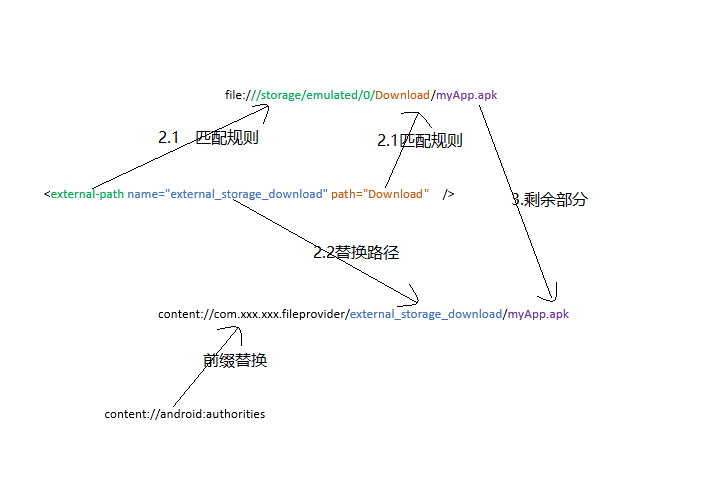 file:///storage/emulated/0/Download/myApp.apk
2.1 匹配规则
2.1匹配规则
<external-path name="external_storage_download" path="Download" />
3.剩余部分
2.2替换路径
content://com.xxx.xxx.fileprovider/external_storage_download/myApp.apk
前缀替换
content://android:authorities